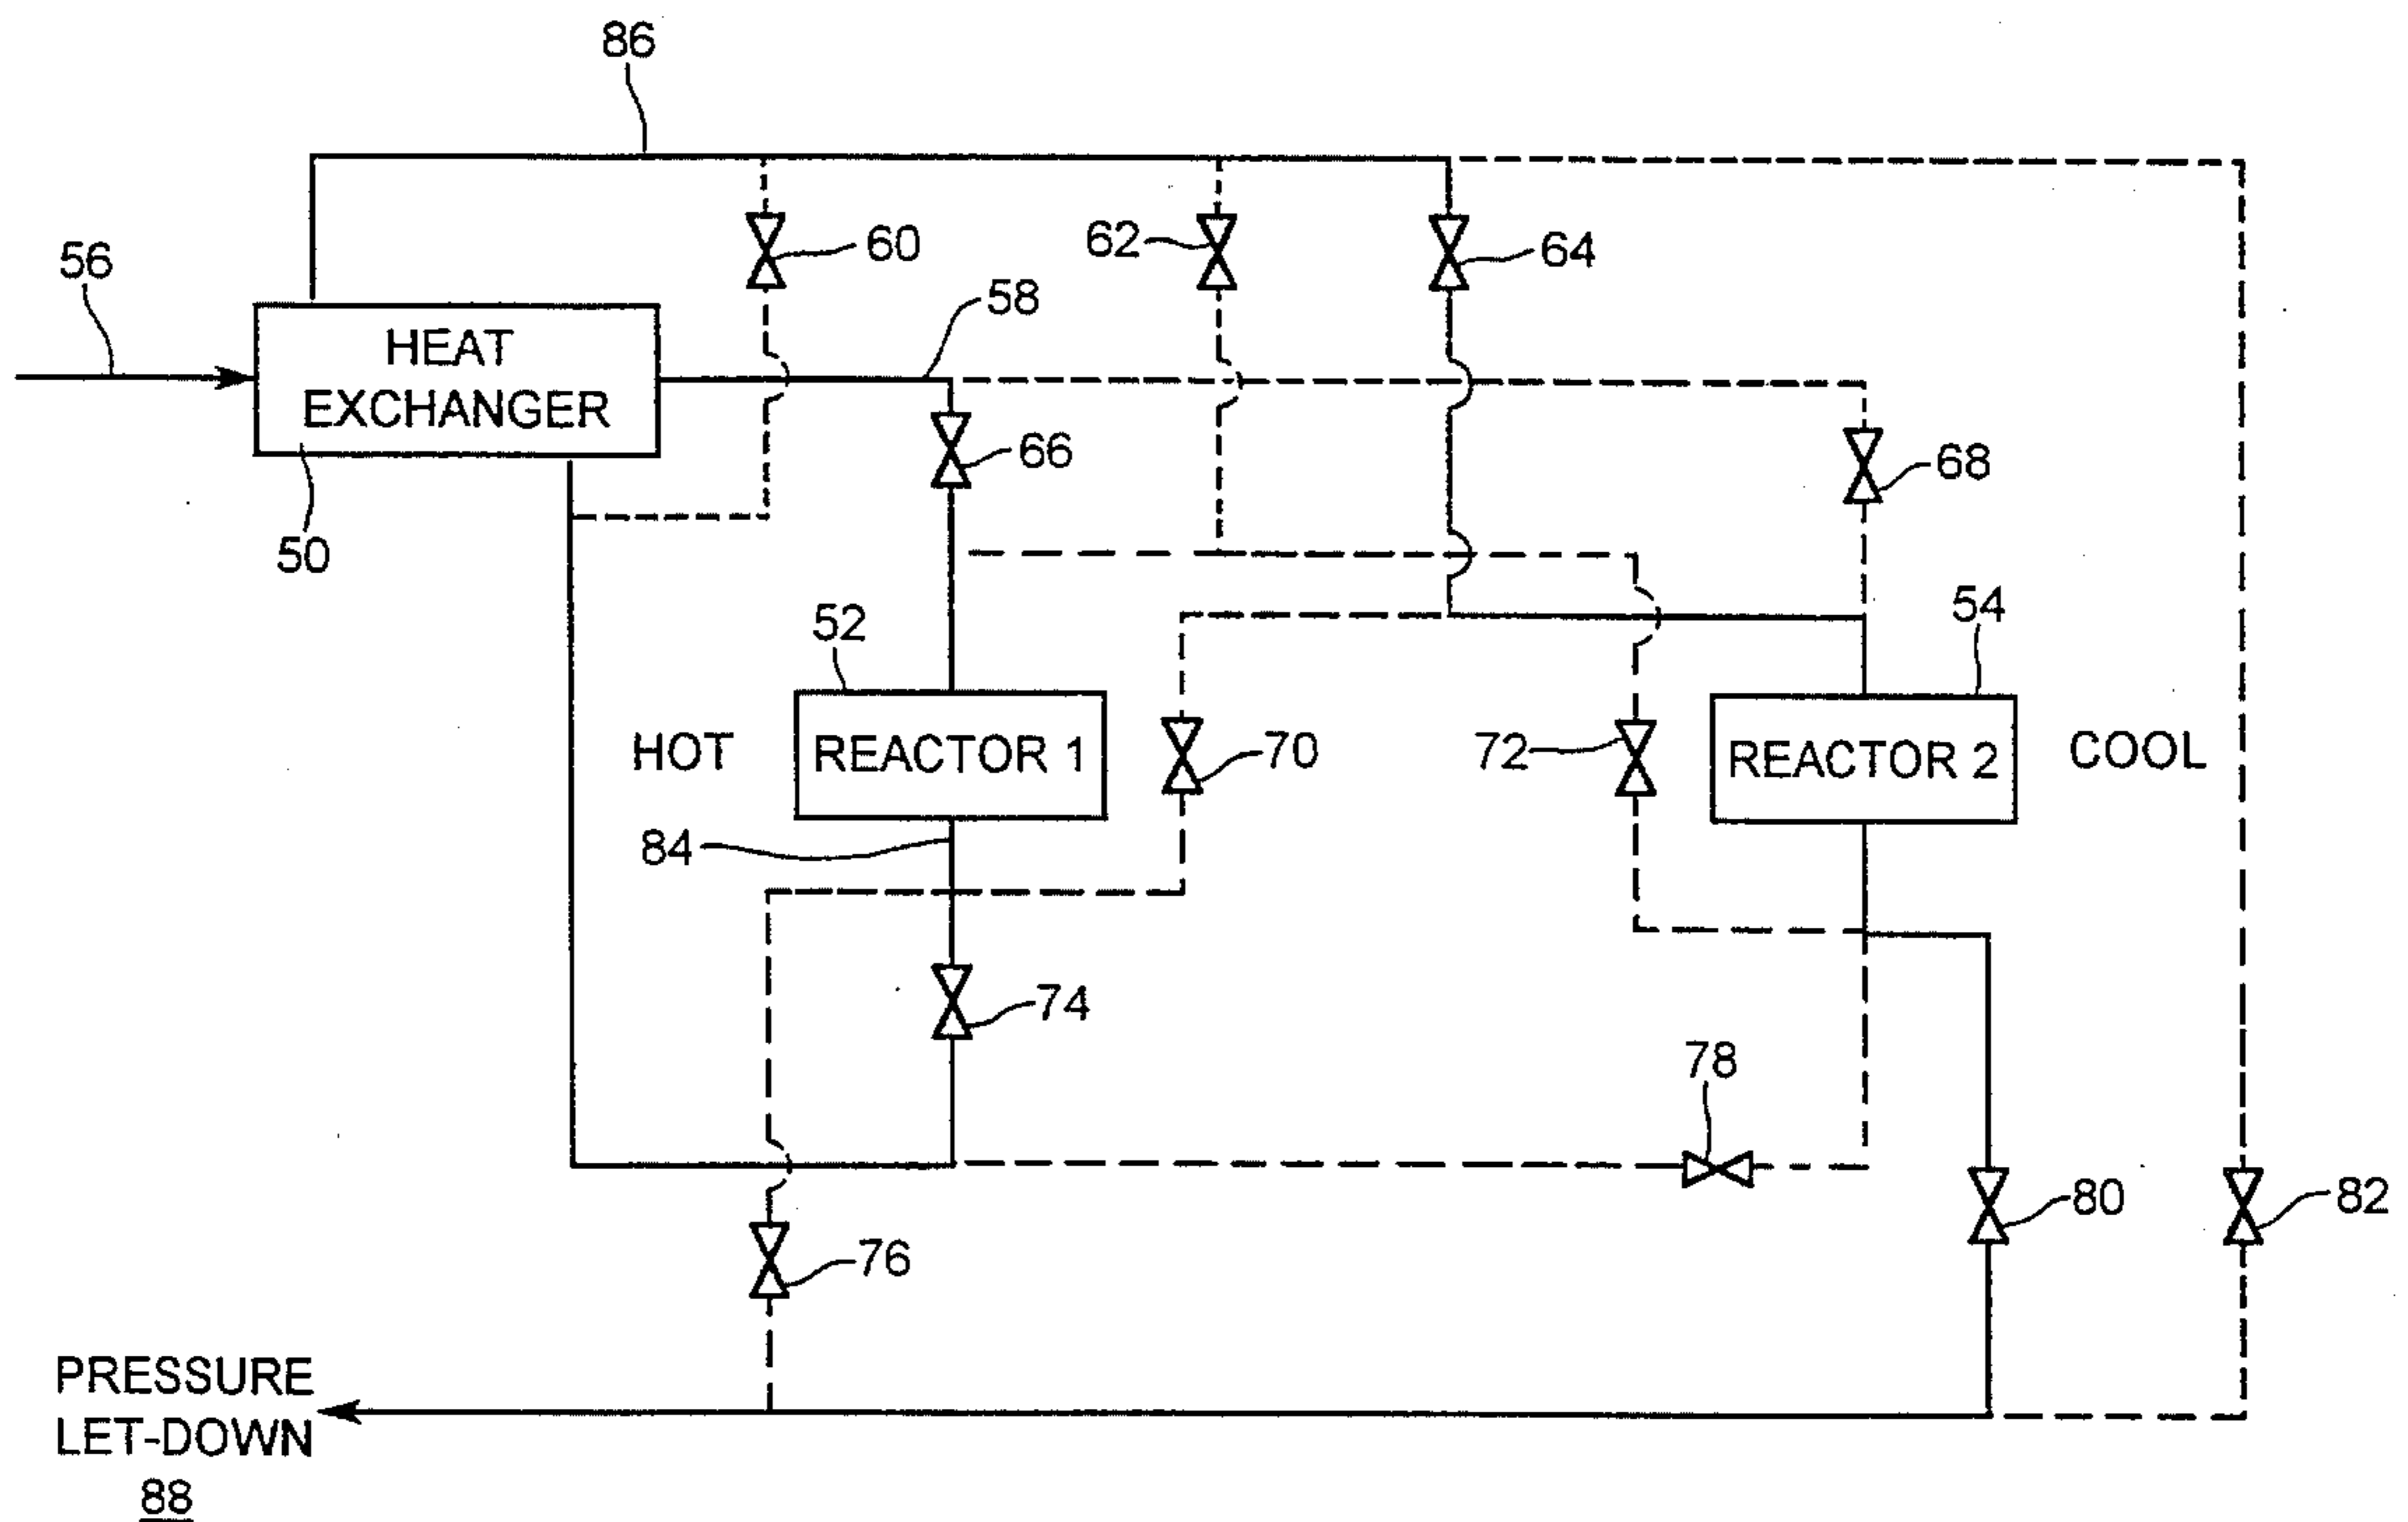 86
56
60
62
64
58
HEAT
EXCHANGER
66
68
50
52
54
HOT
REACTOR 1
70
72
REACTOR 2
COOL
84
74
78
80
82
76
PRESSURE
LET-DOWN
88